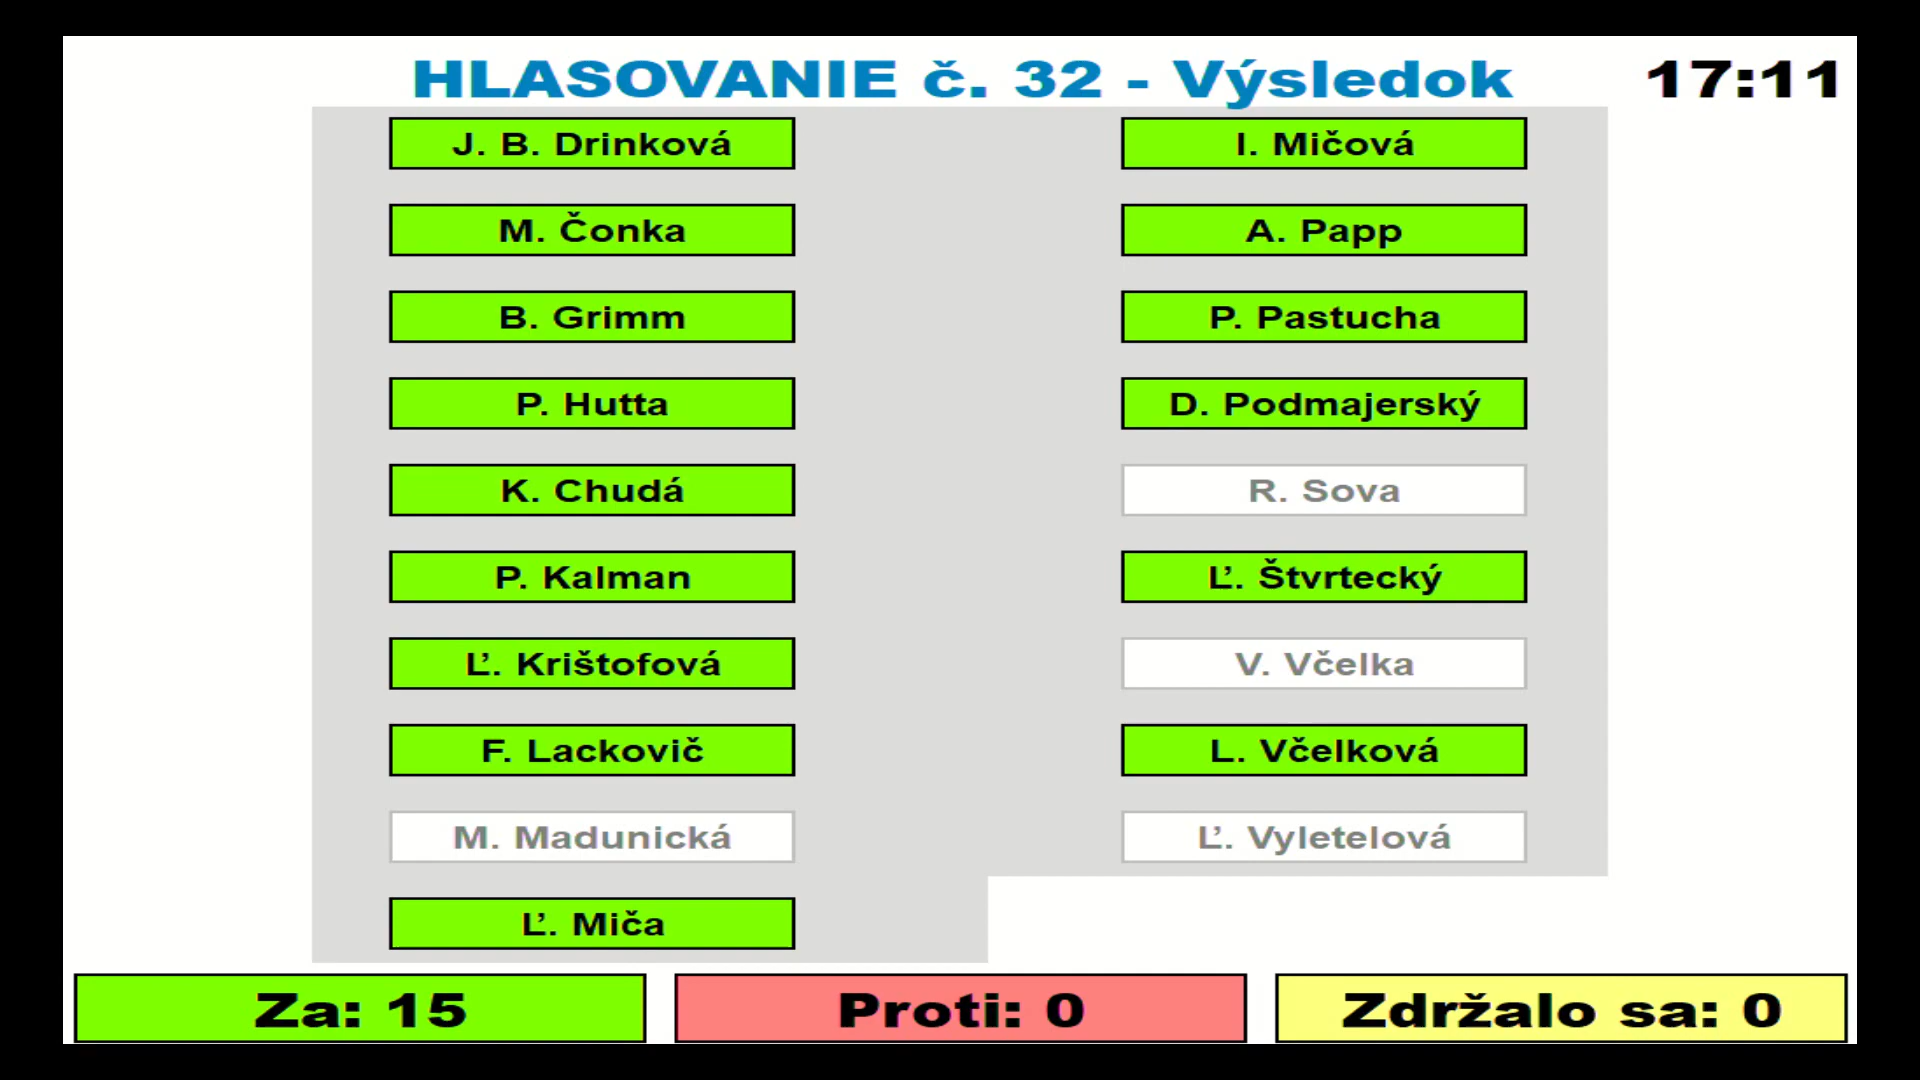 HLASOVANIE č. 32 - Výsledok
17:11
J. B. Drinková
M. Čonka
B. Grimm
P. Hutta
K. Chudá
P. Kalman
Ľ. Krištofová
F. Lackovič
M. Madunická
Ľ. Miča
I. Mičová
A. Papp
P. Pastucha
D. Podmajerský
R. Sova
Ľ. Štvrtecký
V. Včelka
L. Včelková
Ľ. Vyletelová
Za: 15
Proti: 0
Zdržalo sa: 0